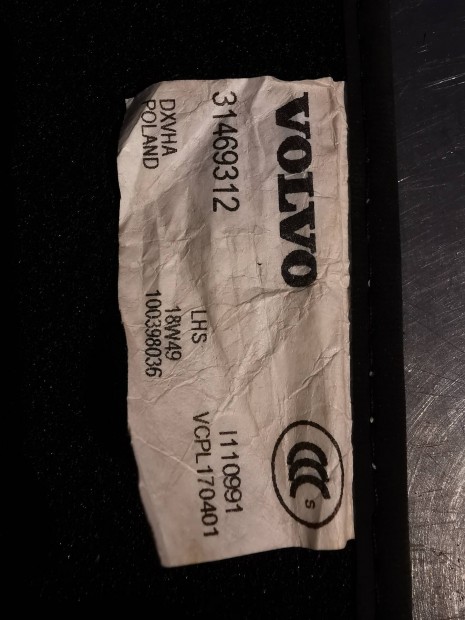 VOLVO
31469312
DXVHA
POLAND
LHS
18W49
100398036
CCC S
I110991
VCPL170401